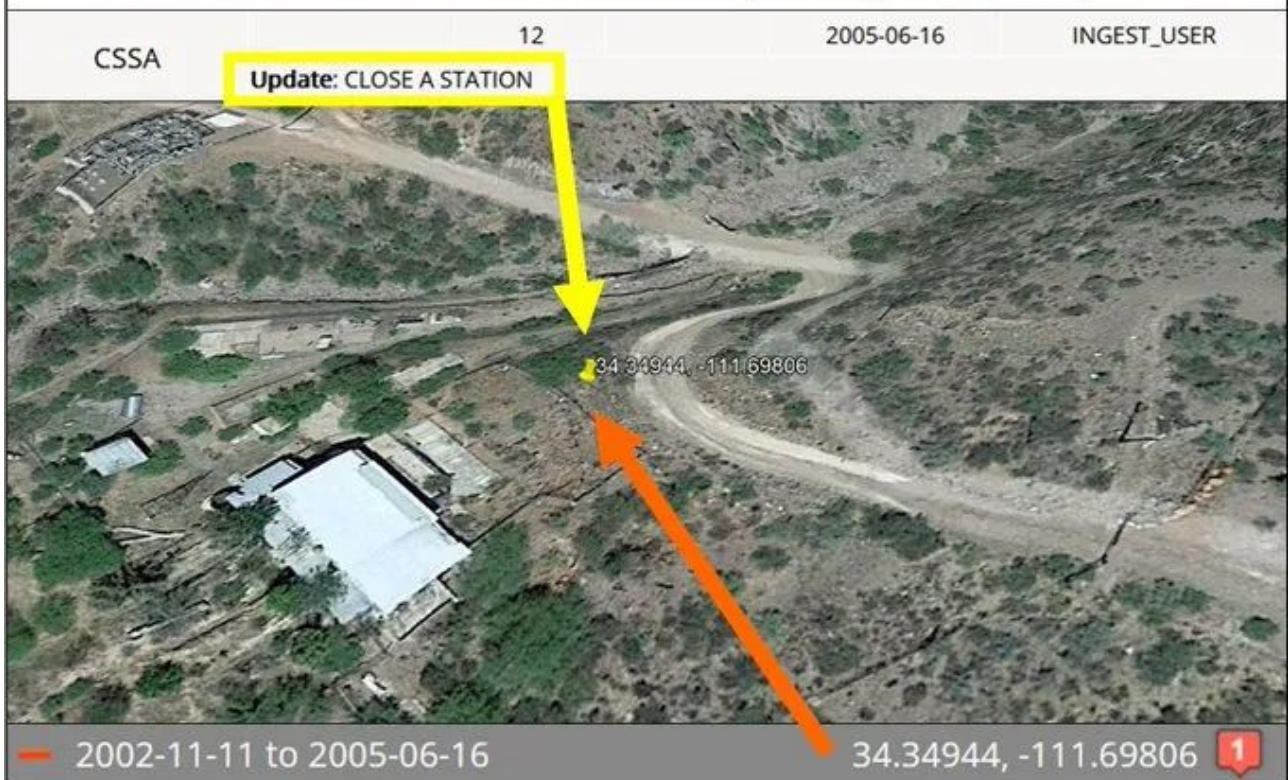 12 2005-06-16 INGEST_USER
CSSA
Update: CLOSE A STATION
34.34944, -111.69806
2002-11-11 to 2005-06-16 34.34944, -111.69806 1